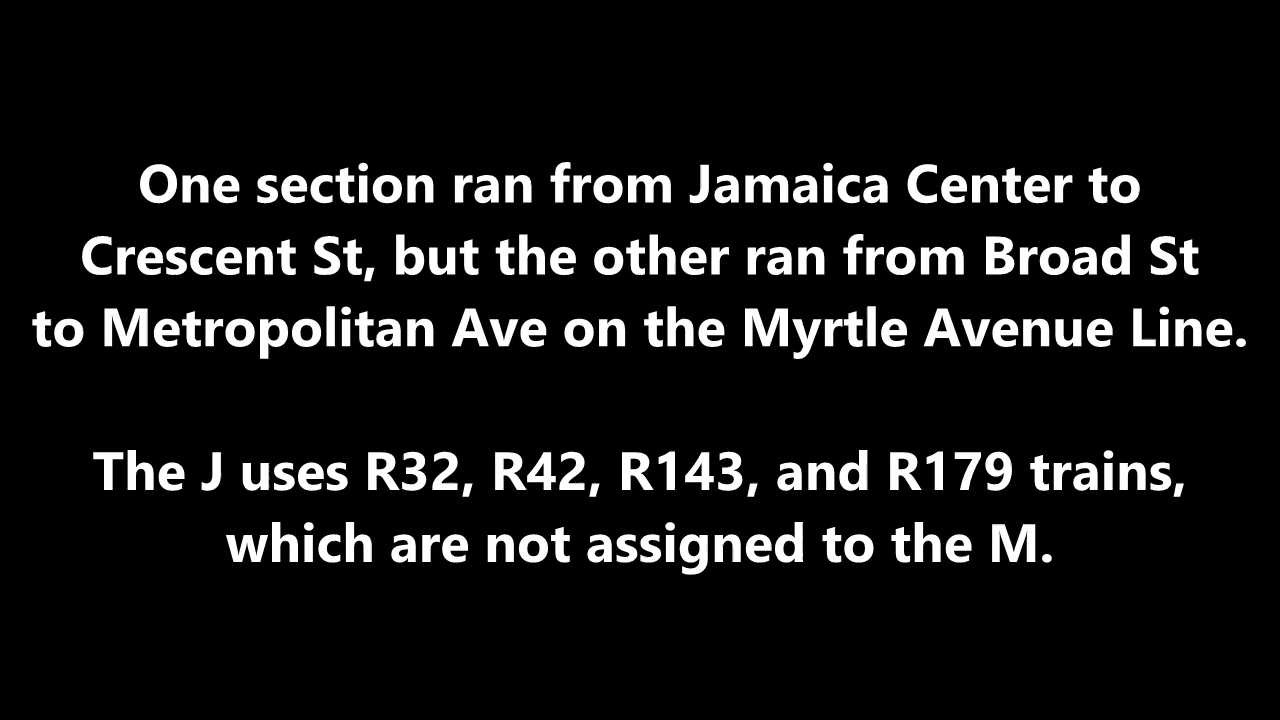 One section ran from Jamaica Center to
Crescent St, but the other ran from Broad St
to Metropolitan Ave on the Myrtle Avenue Line.
The J uses R32, R42, R143, and R179 trains,
which are not assigned to the M.